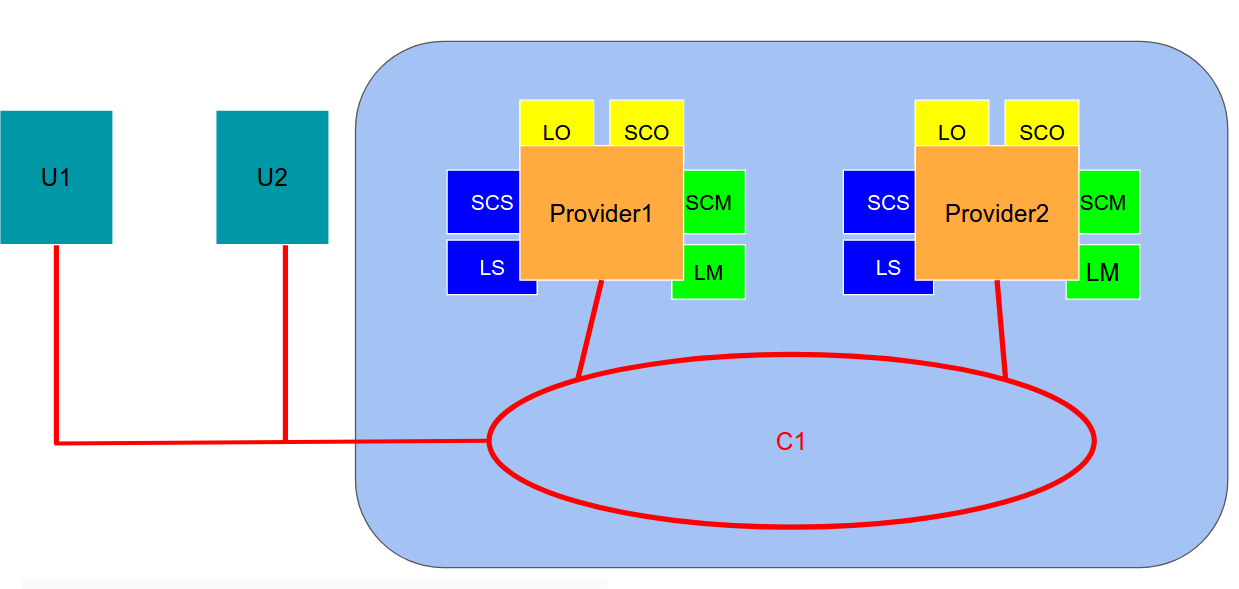 U1
U2
LO
SCO
SCS
Provider1
SCM
LS
LM
LO
SCO
SCS
Provider2
SCM
LS
LM
C1